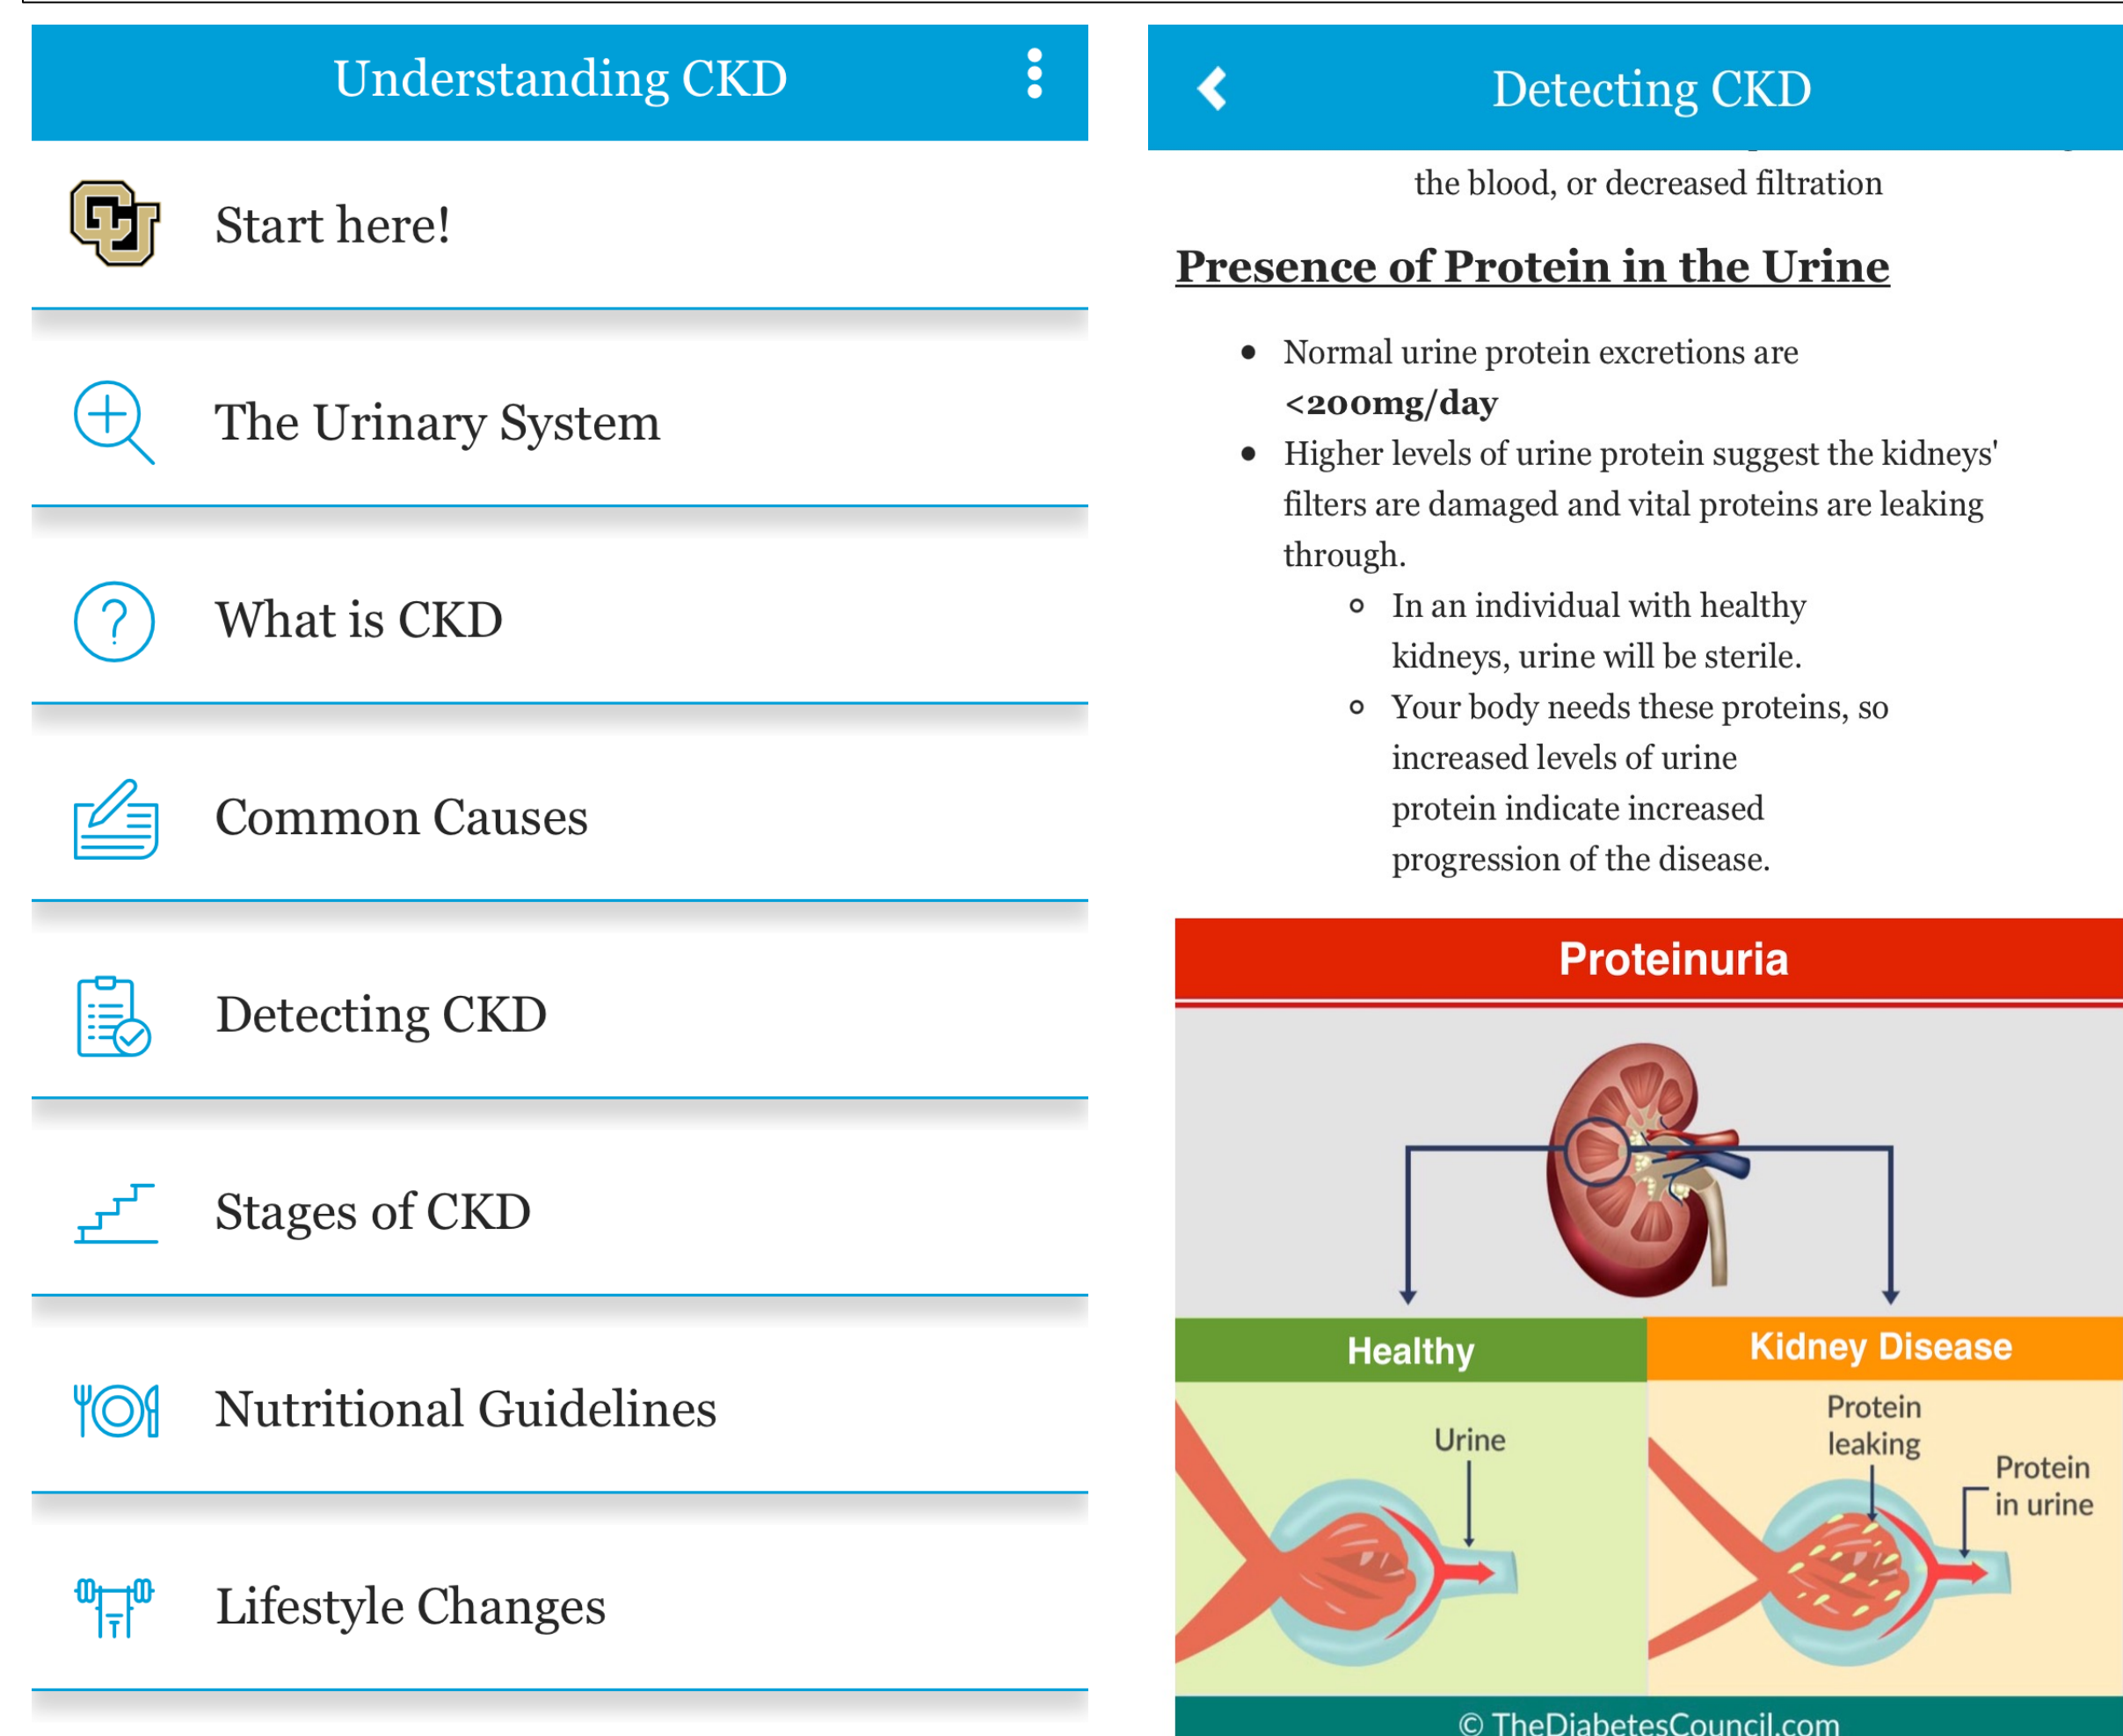 Understanding CKD
Start here!
The Urinary System
What is CKD
Common Causes
Detecting CKD
Stages of CKD
Nutritional Guidelines
Lifestyle Changes
Detecting CKD
the blood, or decreased filtration
Presence of Protein in the Urine
• Normal urine protein excretions are
<200mg/day
• Higher levels of urine protein suggest the kidneys'
filters are damaged and vital proteins are leaking
through.
◦ In an individual with healthy
kidneys, urine will be sterile.
◦ Your body needs these proteins, so
increased levels of urine
protein indicate increased
progression of the disease.
Proteinuria
Healthy
Kidney Disease
Urine
Protein
leaking
Protein
in urine
© TheDiabetesCouncil.com